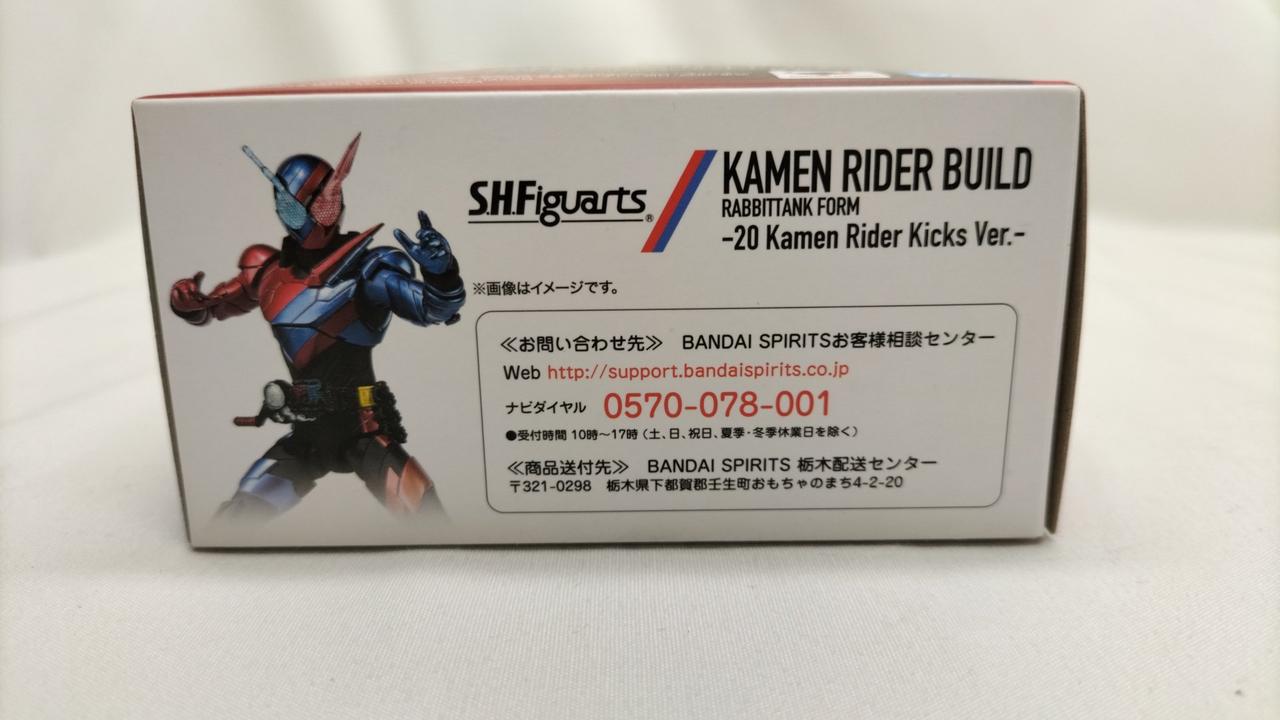 S.H.Figuarts®
KAMEN RIDER BUILD
RABBITTANK FORM
-20 Kamen Rider Kicks Ver.-
※画像はイメージです。
≪お問い合わせ先≫ BANDAI SPIRITSお客様相談センター
Web http://support.bandaispirits.co.jp
ナビダイヤル 0570-078-001
●受付時間 10時～17時（土、日、祝日、夏季・冬季休業日を除く）
≪商品送付先≫ BANDAI SPIRITS 栃木配送センター
〒321-0298 栃木県下都賀郡壬生町おもちゃのまち4-2-20